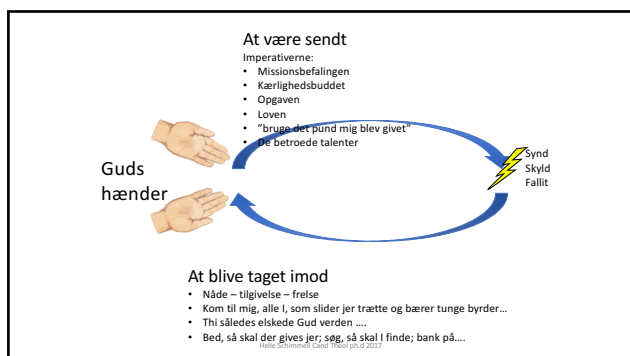 At være sendt
Imperativerne:
• Missionsbefalingen
• Kærlighedsbuddet
• Opgaven
• Loven
• ”bruge det pund mig blev givet”
• De betroede talenter
Guds
hænder
Synd
Skyld
Fallit
At blive taget imod
• Nåde – tilgivelse – frelse
• Kom til mig, alle I, som slider jer trætte og bærer tunge byrder…
• Thi således elskede Gud verden ….
• Bed, så skal der gives jer; søg, så skal I finde; bank på….
Helle Schimmell Cand Theol ph.d 2017